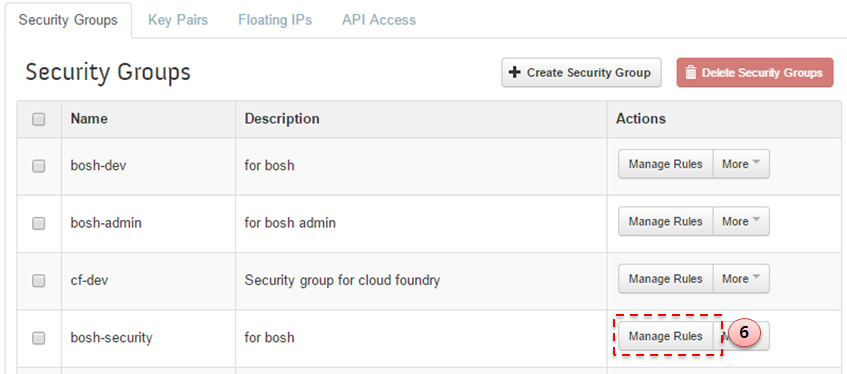 Security Groups Key Pairs Floating IPs API Access
Security Groups Create Security Group Delete Security Groups
Name Description Actions
bosh-dev for bosh Manage Rules More
bosh-admin for bosh admin Manage Rules More
cf-dev Security group for cloud foundry Manage Rules More
bosh-security for bosh Manage Rules 6